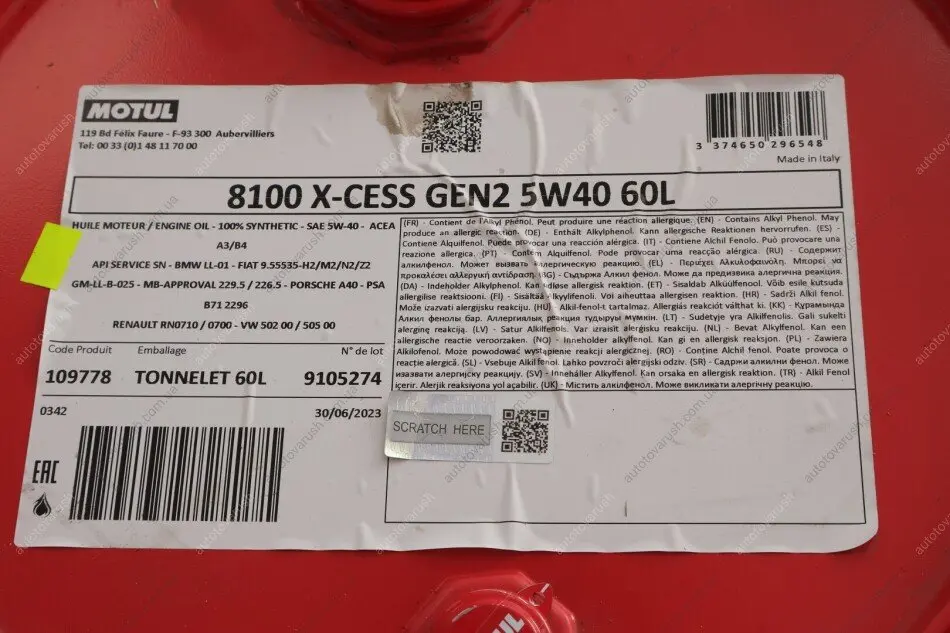 MOTUL
119 Bd Félix Faure - F-93 300 Aubervilliers
Tel: 00 33 (0)1 48 11 70 00
3 374650 296548
Made in Italy
8100 X-CESS GEN2 5W40 60L
HUILE MOTEUR / ENGINE OIL - 100% SYNTHETIC - SAE 5W-40 - ACEA
A3/B4
API SERVICE SN - BMW LL-01 - FIAT 9.55535-H2/M2/N2/Z2
GM-LL-B-025 - MB-APPROVAL 229.5 / 226.5 - PORSCHE A40 - PSA
B71 2296
RENAULT RN0710 / 0700 - VW 502 00 / 505 00
Code Produit Emballage N° de lot
109778 TONNELET 60L 9105274
0342 30/06/2023
EAC
(FR) - Contient de l'Alkyl Phenol. Peut produire une réaction allergique. (EN) - Contains Alkyl Phenol. May
produce an allergic reaction. (DE) - Enthält Alkylphenol. Kann allergische Reaktionen hervorrufen. (ES) -
Contiene Alquilfenol. Puede provocar una reacción alérgica. (IT) - Contiene Alchil Fenolo. Può provocare una
reazione allergica. (PT) - Contém Alquil Fenol. Pode provocar uma reacção alérgica. (RU) - Содержит
алкилфенол. Может вызывать аллергическую реакцию. (EL) - Περιέχει Αλκυλοφαινόλη. Μπορεί να
προκαλέσει αλλεργική αντίδραση. (BG) - Съдържа Алкил фенол. Може да предизвика алергична реакция.
(DA) - Indeholder Alkylphenol. Kan udløse allergisk reaktion. (ET) - Sisaldab Alküülfenool. Võib esile kutsuda
allergilise reaktsiooni. (FI) - Sisältää Alkyylifenoli. Voi aiheuttaa allergisen reaktion. (HR) - Sadrži Alkil fenol.
Može izazvati alergijsku reakciju. (HU) - Alkil-fenol-t tartalmaz. Allergiás reakciót válthat ki. (KK) - Құрамында
Алкил фенолы бар. Аллергиялық реакция тудыруы мүмкін. (LT) - Sudėtyje yra Alkilfenolis. Gali sukelti
alerginę reakciją. (LV) - Satur Alkilfenols. Var izraisīt alerģisku reakciju. (NL) - Bevat Alkylfenol. Kan een
allergische reactie veroorzaken. (NO) - Inneholder Alkylfenol. Kan gi en allergisk reaksjon. (PL) - Zawiera
Alkilofenol. Może powodować wystąpienie reakcji alergicznej. (RO) - Conţine Alchil fenol. Poate provoca o
reacţie alergică. (SL) - Vsebuje Alkil fenol. Lahko povzroči alergijski odziv. (SR) - Садржи алкилни фенол. Може
изазвати алергијску реакцију. (SV) - Innehåller Alkylfenol. Kan orsaka en allergisk reaktion. (TR) - Alkil Fenol
içerir. Alerjik reaksiyona yol açabilir. (UK) - Містить алкілфенол. Може викликати алергічну реакцію.
SCRATCH HERE
autotovarush.com.ua